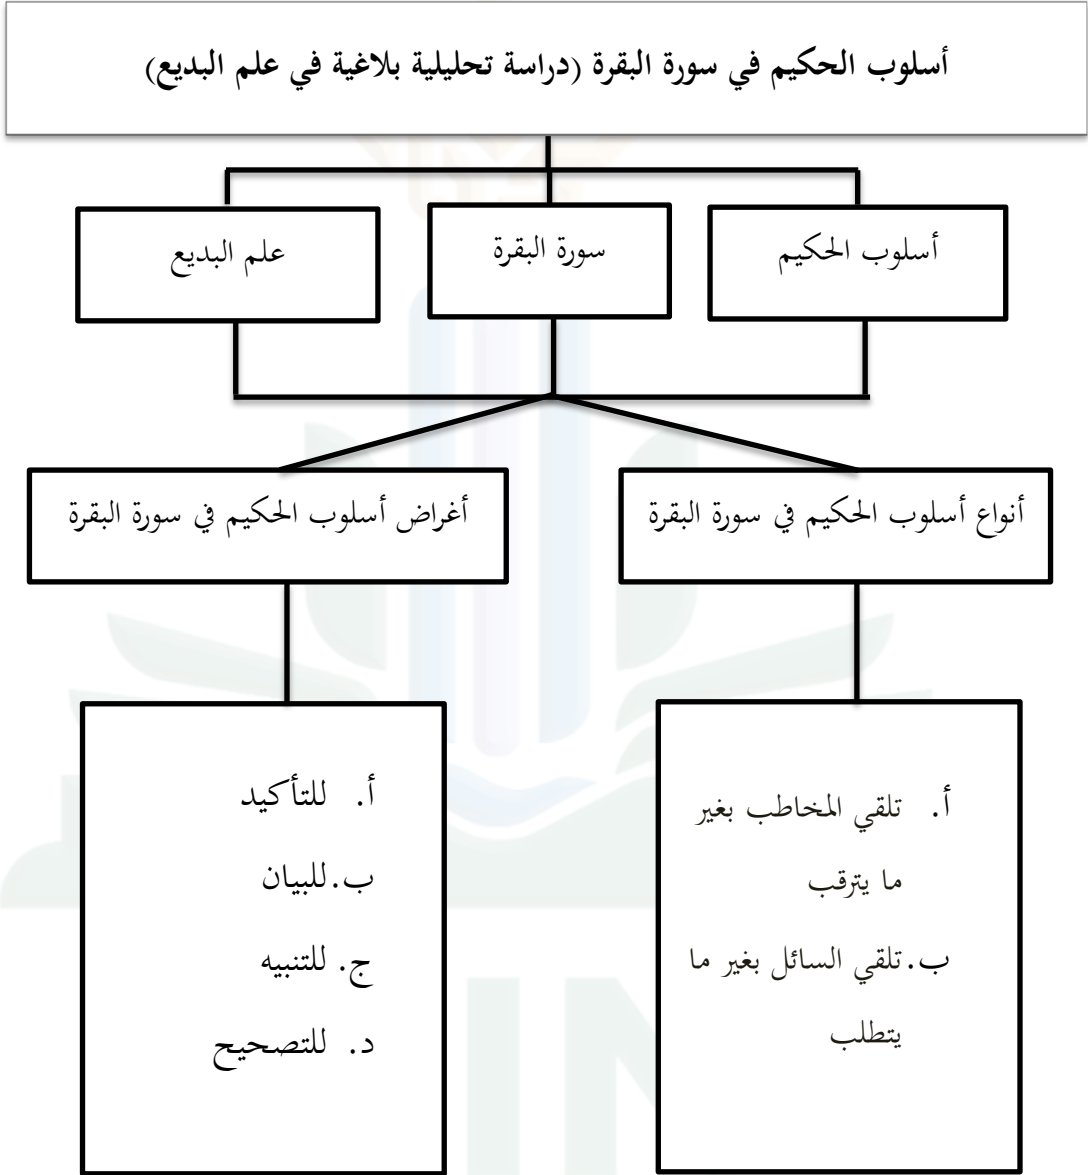 أسلوب الحكيم في سورة البقرة (دراسة تحليلية بلاغية في علم البديع)
أسلوب الحكيم
سورة البقرة
علم البديع
أنواع أسلوب الحكيم في سورة البقرة
أغراض أسلوب الحكيم في سورة البقرة
أ. تلقي المخاطب بغير
ما يترقب
ب. تلقي السائل بغير ما
يتطلب
أ. للتأكيد
ب. للبيان
ج. للتنبيه
د. للتصحيح